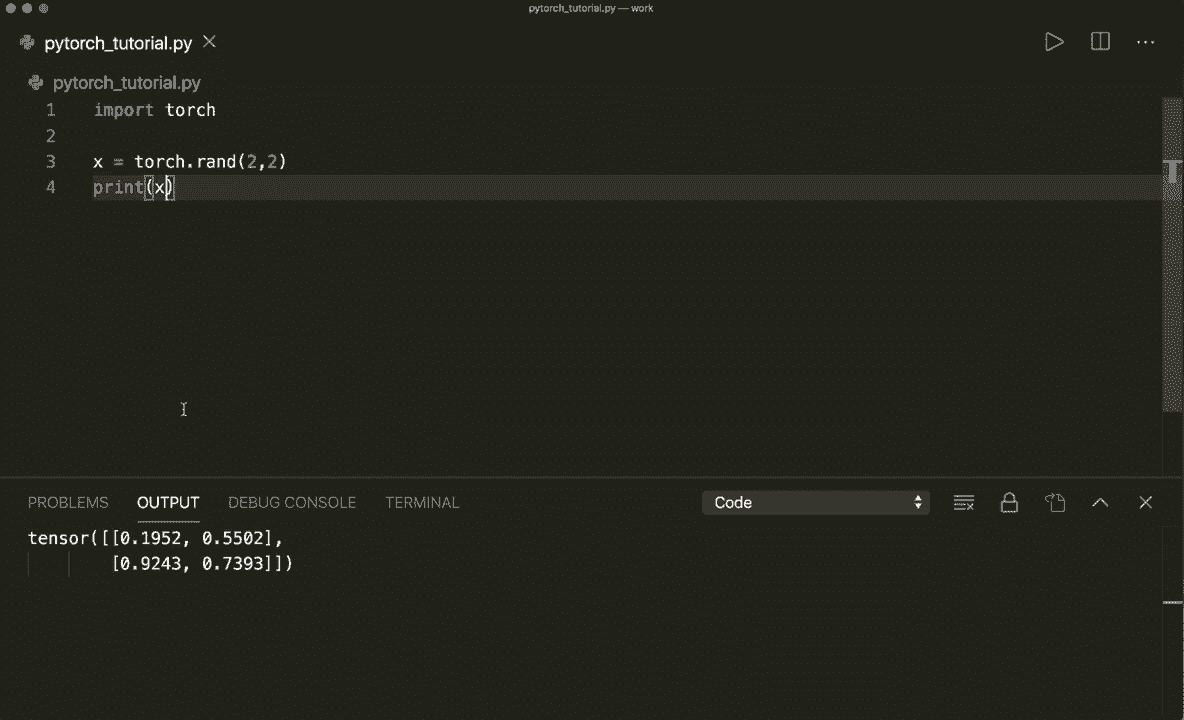 pytorch_tutorial.py — work
pytorch_tutorial.py
pytorch_tutorial.py
1 import torch
2
3 x = torch.rand(2,2)
4 print(x)
PROBLEMS OUTPUT DEBUG CONSOLE TERMINAL Code
tensor([[0.1952, 0.5502],
[0.9243, 0.7393]])